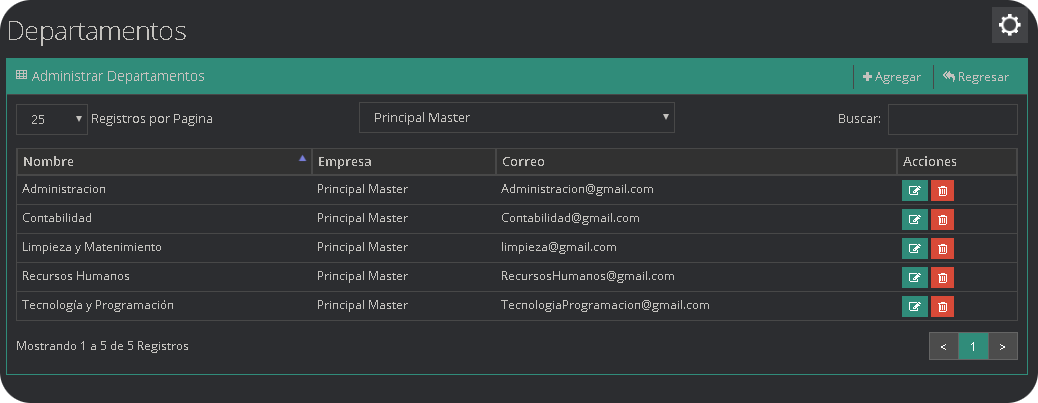 Departamentos
Administrar Departamentos Agregar Regresar
25 Registros por Pagina Principal Master Buscar:
Nombre Empresa Correo Acciones
Administracion Principal Master Administracion@gmail.com
Contabilidad Principal Master Contabilidad@gmail.com
Limpieza y Matenimiento Principal Master limpieza@gmail.com
Recursos Humanos Principal Master RecursosHumanos@gmail.com
Tecnología y Programación Principal Master TecnologiaProgramacion@gmail.com
Mostrando 1 a 5 de 5 Registros < 1 >